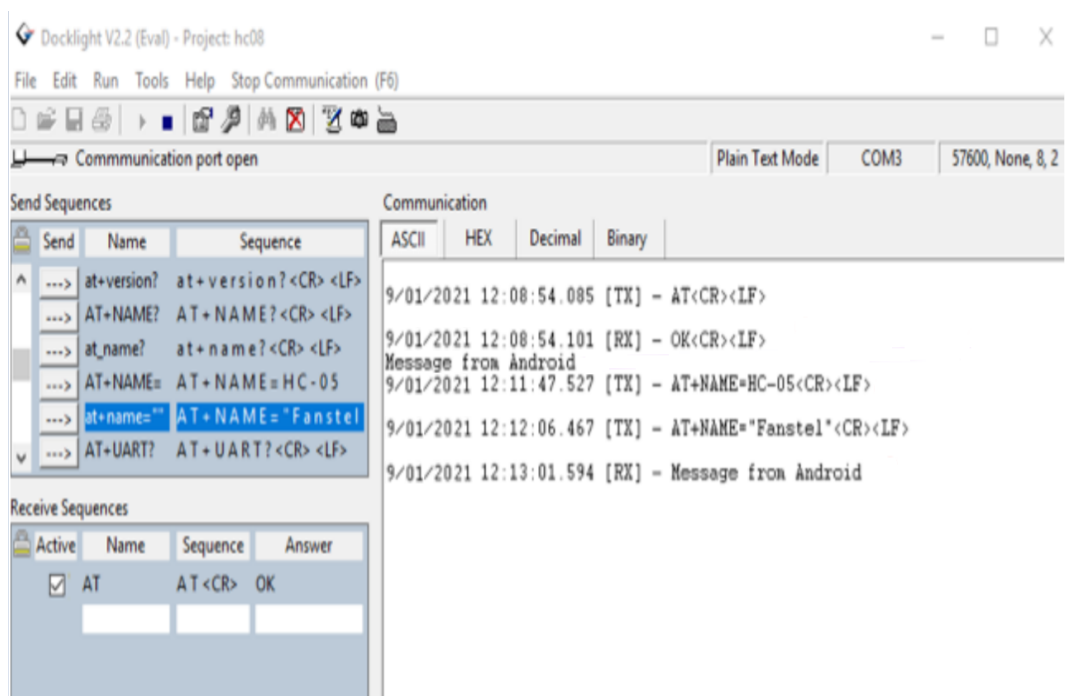 Docklight V2.2 (Eval) - Project: hc08
File Edit Run Tools Help Stop Communication (F6)
Commmunication port open
Plain Text Mode COM3 57600, None, 8, 2
Send Sequences
Send Name Sequence
at+version? at+version?<CR> <LF>
AT+NAME? AT+NAME?<CR> <LF>
at_name? at+name?<CR> <LF>
AT+NAME= AT+NAME=HC-05
at+name="" AT+NAME="Fanstel
AT+UART? AT+UART?<CR> <LF>
Receive Sequences
Active Name Sequence Answer
AT AT<CR> OK
Communication
ASCII HEX Decimal Binary
9/01/2021 12:08:54.085 [TX] - AT<CR><LF>
9/01/2021 12:08:54.101 [RX] - OK<CR><LF>
Message from Android
9/01/2021 12:11:47.527 [TX] - AT+NAME=HC-05<CR><LF>
9/01/2021 12:12:06.467 [TX] - AT+NAME="Fanstel"<CR><LF>
9/01/2021 12:13:01.594 [RX] - Message from Android